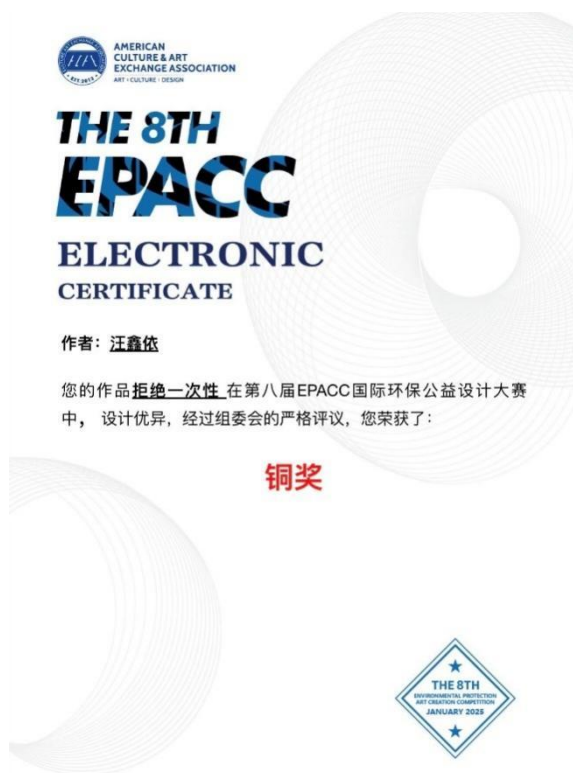 AMERICAN
CULTURE & ART
EXCHANGE ASSOCIATION
ART • CULTURE • DESIGN
THE 8TH
EPACC
ELECTRONIC
CERTIFICATE
作者：汪鑫依
您的作品拒绝一次性 在第八届EPACC国际环保公益设计大赛
中， 设计优异，经过组委会的严格评议，您荣获了：
铜奖
THE 8TH
ENVIRONMENTAL PROTECTION
ART CREATION COMPETITION
JANUARY 2025